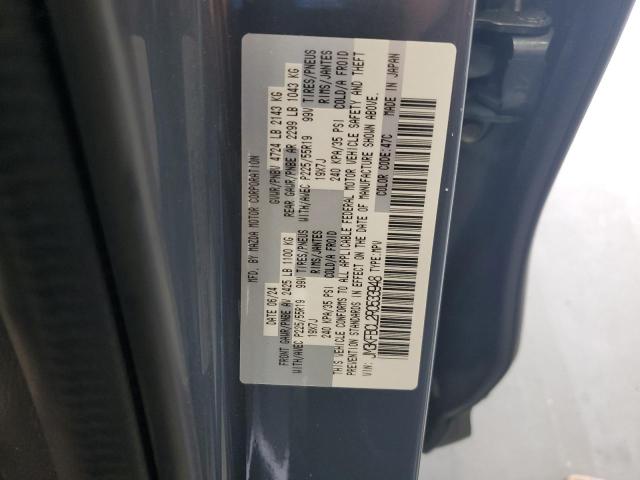 MFD. BY MAZDA MOTOR CORPORATION
DATE 06/24 GVWR/PNBV 4724 LB 2143 KG
FRONT GAWR/PNBE AV 2425 LB 1100 KG REAR GAWR/PNBE AR 2299 LB 1043 KG
WITH/AVEC P225/55R19 99V TIRES/PNEUS WITH/AVEC P225/55R19 99V TIRES/PNEUS
19X7J RIMS/JANTES 19X7J RIMS/JANTES
240 KPA/35 PSI COLD/A FROID 240 KPA/35 PSI COLD/A FROID
THIS VEHICLE CONFORMS TO ALL APPLICABLE FEDERAL MOTOR VEHICLE SAFETY AND THEFT
PREVENTION STANDARDS IN EFFECT ON THE DATE OF MANUFACTURE SHOWN ABOVE.
VIN: TYPE:MPV COLOR CODE:47C MADE IN JAPAN